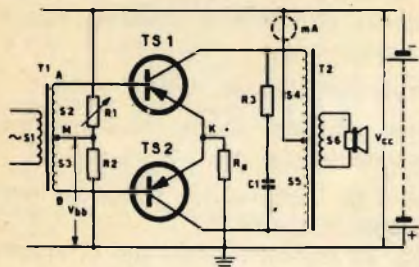 TS1
mA
T1
A
T2
S2
R1
R3
S4
~S1
M
K
S6
Vcc
TS2
S3
R2
Re
C1
S5
B
Vbb
−
+